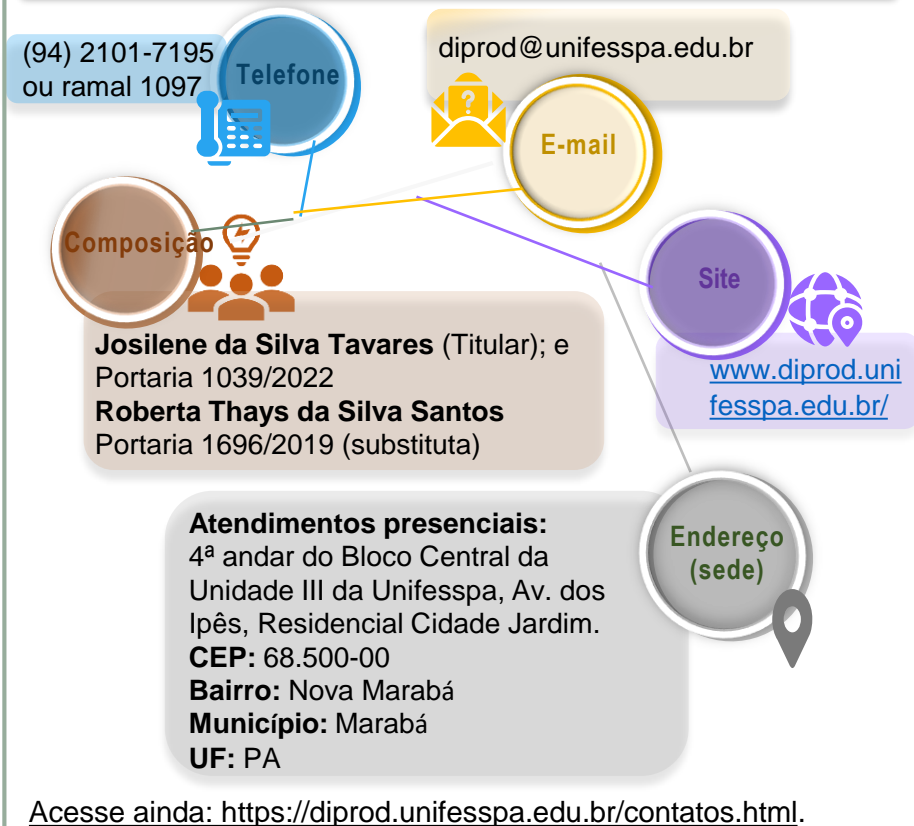 (94) 2101-7195
ou ramal 1097
Telefone
diprod@unifesspa.edu.br
?
E-mail
Composição
Josilene da Silva Tavares (Titular); e
Portaria 1039/2022
Roberta Thays da Silva Santos
Portaria 1696/2019 (substituta)
Site
www.diprod.uni
fesspa.edu.br/
Atendimentos presenciais:
4ª andar do Bloco Central da
Unidade III da Unifesspa, Av. dos
Ipês, Residencial Cidade Jardim.
CEP: 68.500-00
Bairro: Nova Marabá
Município: Marabá
UF: PA
Endereço
(sede)
Acesse ainda: https://diprod.unifesspa.edu.br/contatos.html.